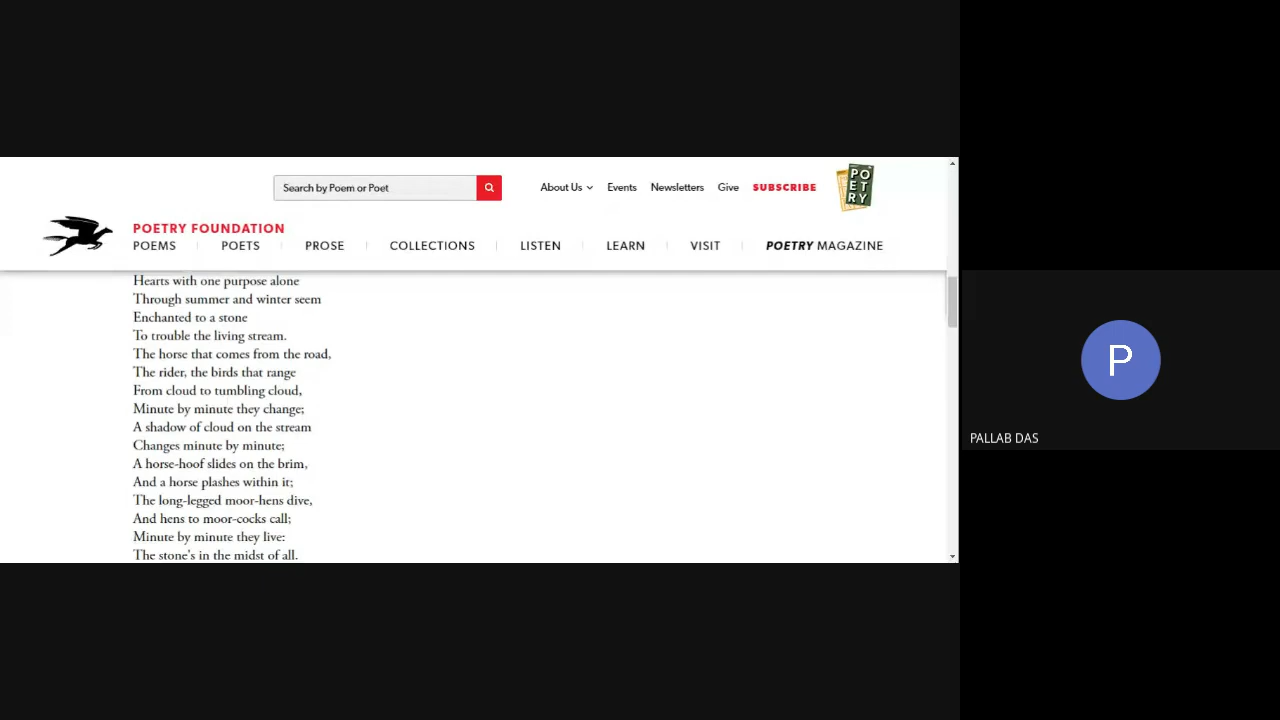 Search by Poem or Poet
About Us
Events
Newsletters
Give
SUBSCRIBE
PO
ET
RY
POETRY FOUNDATION
POEMS
POETS
PROSE
COLLECTIONS
LISTEN
LEARN
VISIT
POETRY MAGAZINE
Hearts with one purpose alone
Through summer and winter seem
Enchanted to a stone
To trouble the living stream.
The horse that comes from the road,
The rider, the birds that range
From cloud to tumbling cloud,
Minute by minute they change;
A shadow of cloud on the stream
Changes minute by minute;
A horse-hoof slides on the brim,
And a horse plashes within it;
The long-legged moor-hens dive,
And hens to moor-cocks call;
Minute by minute they live:
The stone's in the midst of all.
P
PALLAB DAS